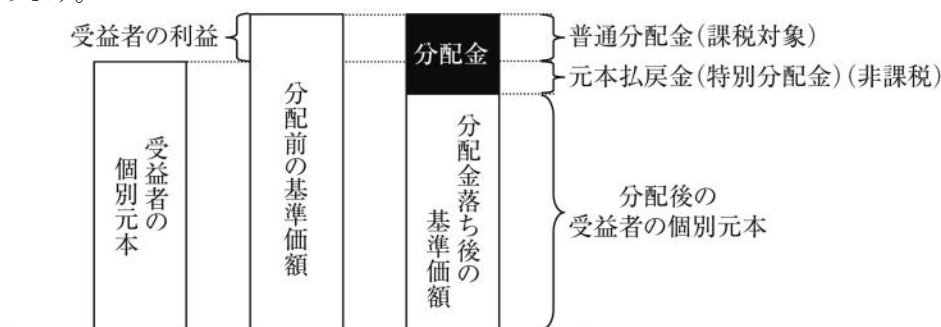 受益者の利益
分配金
普通分配金(課税対象)
元本払戻金(特別分配金)(非課税)
受益者の
個別元本
分配前の基準価額
分配金落ち後の
基準価額
分配後の
受益者の個別元本